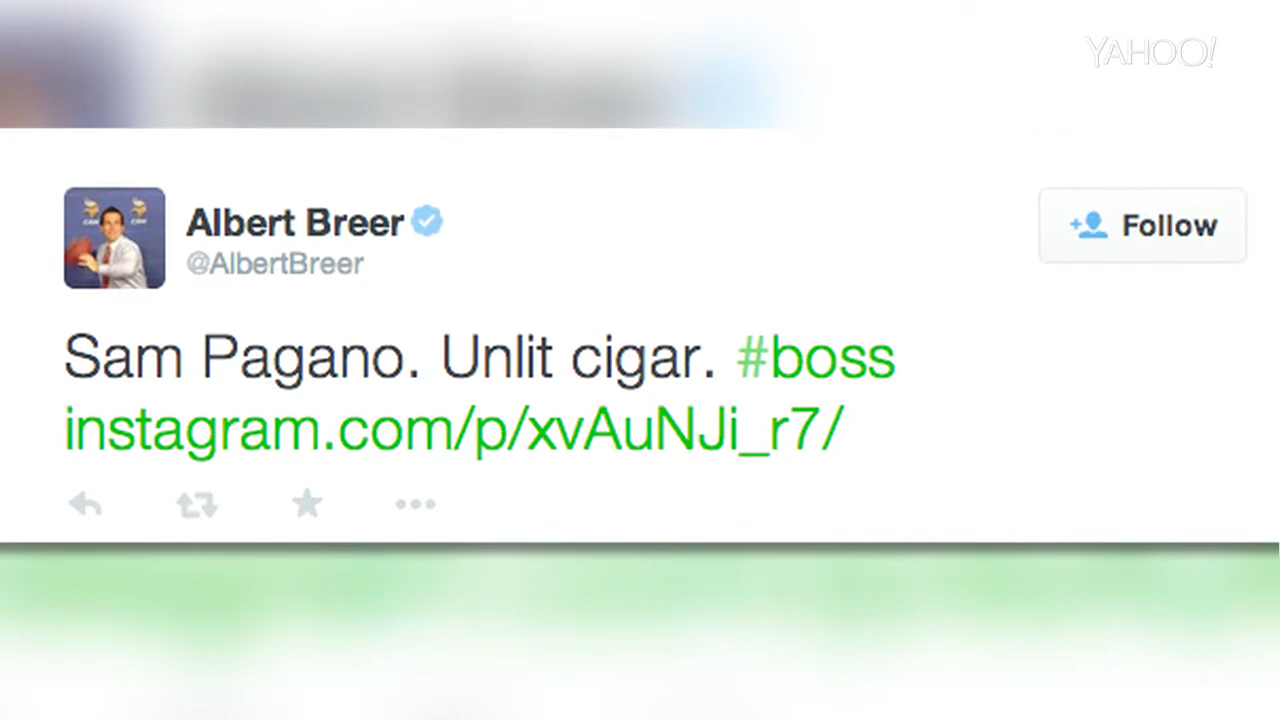 YAHOO!
Albert Breer
@AlbertBreer
Follow
Sam Pagano. Unlit cigar. #boss
instagram.com/p/xvAuNJi_r7/